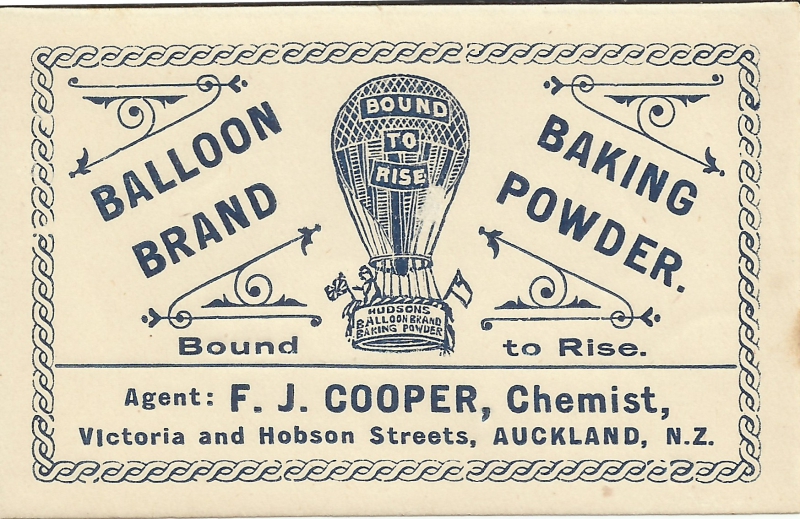 BALLOON
BRAND
BOUND
TO
RISE
HUDSONS
BALLOON BRAND
BAKING POWDER
BAKING
POWDER.
Bound to Rise.
Agent: F. J. COOPER, Chemist,
Victoria and Hobson Streets, AUCKLAND, N.Z.